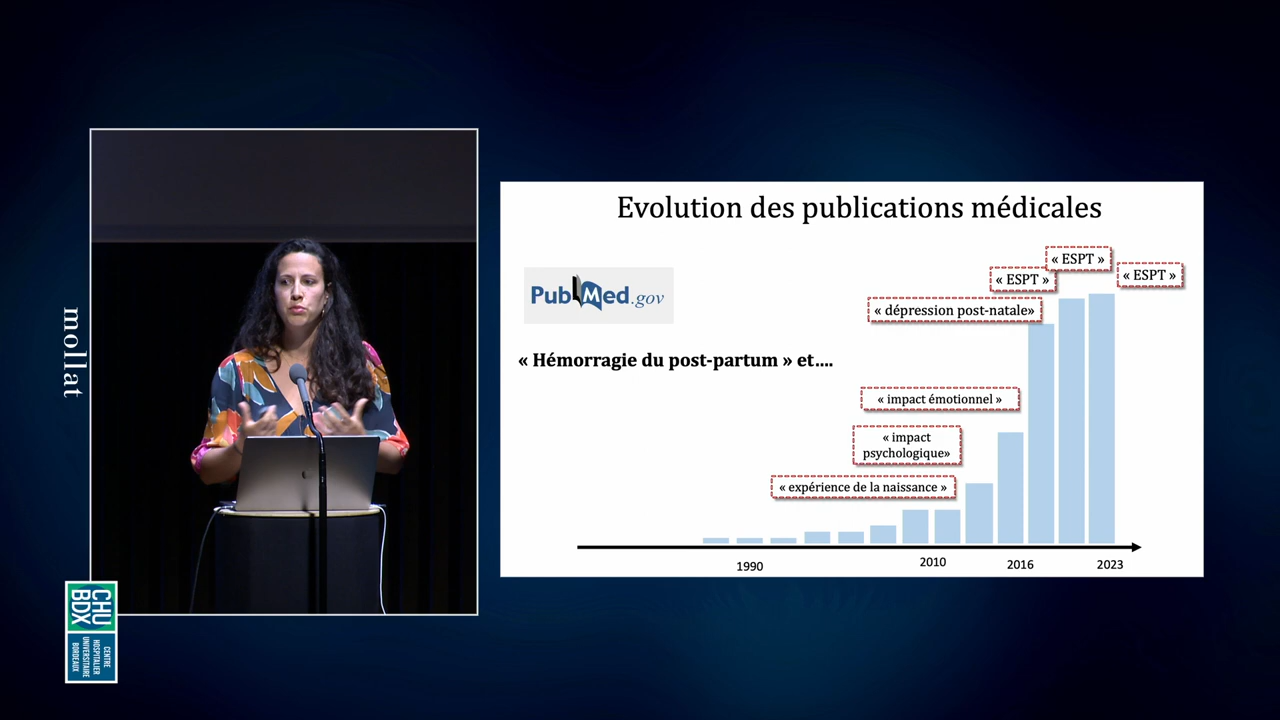 mollat
CHU
BDX
CENTRE
HOSPITALIER
UNIVERSITAIRE
BORDEAUX
Evolution des publications médicales
PubMed.gov
« Hémorragie du post-partum » et....
« ESPT »
« ESPT »
« ESPT »
« dépression post-natale»
« impact émotionnel »
« impact
psychologique»
« expérience de la naissance »
1990
2010
2016
2023